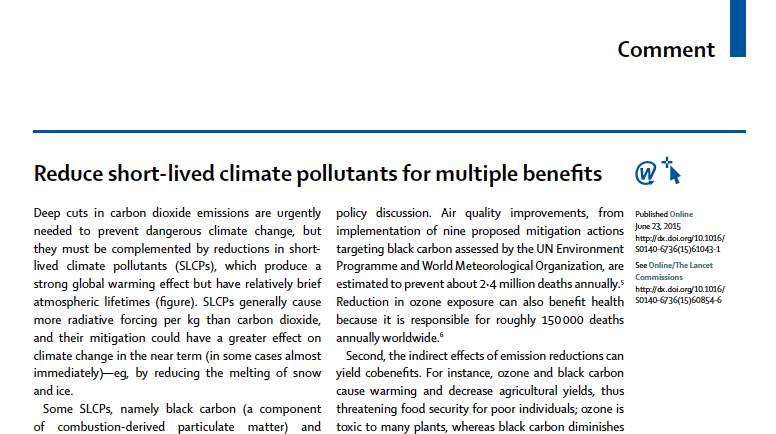 Comment
Reduce short-lived climate pollutants for multiple benefits
Deep cuts in carbon dioxide emissions are urgently
needed to prevent dangerous climate change, but
they must be complemented by reductions in short-
lived climate pollutants (SLCPs), which produce a
strong global warming effect but have relatively brief
atmospheric lifetimes (figure). SLCPs generally cause
more radiative forcing per kg than carbon dioxide,
and their mitigation could have a greater effect on
climate change in the near term (in some cases almost
immediately)—eg, by reducing the melting of snow
and ice.
Some SLCPs, namely black carbon (a component
of combustion-derived particulate matter) and
policy discussion. Air quality improvements, from
implementation of nine proposed mitigation actions
targeting black carbon assessed by the UN Environment
Programme and World Meteorological Organization, are
estimated to prevent about 2·4 million deaths annually.⁵
Reduction in ozone exposure can also benefit health
because it is responsible for roughly 150 000 deaths
annually worldwide.⁶
Second, the indirect effects of emission reductions can
yield cobenefits. For instance, ozone and black carbon
cause warming and decrease agricultural yields, thus
threatening food security for poor individuals; ozone is
toxic to many plants, whereas black carbon diminishes
W
Published Online
June 23, 2015
http://dx.doi.org/10.1016/
S0140-6736(15)61043-1
See Online/The Lancet
Commissions
http://dx.doi.org/10.1016/
S0140-6736(15)60854-6